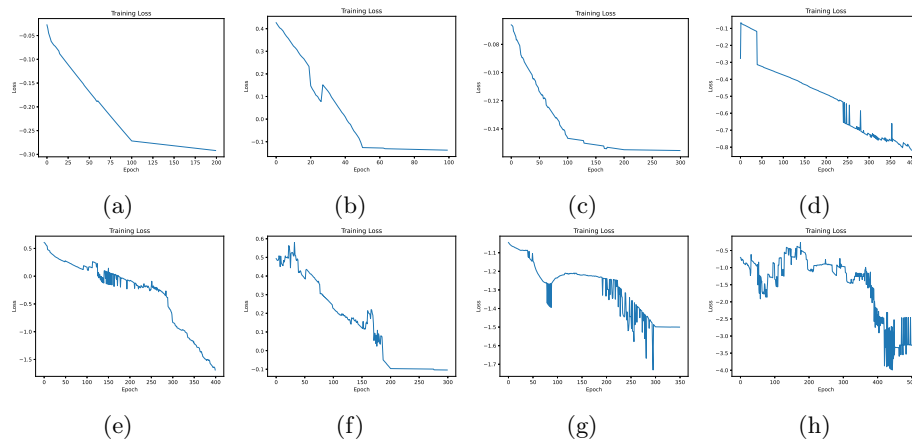 Training Loss
Loss
−0.05
−0.10
−0.15
−0.20
−0.25
−0.30
0 25 50 75 100 125 150 175 200
Epoch
(a)
Training Loss
Loss
0.4
0.3
0.2
0.1
0.0
−0.1
0 20 40 60 80 100
Epoch
(b)
Training Loss
Loss
−0.08
−0.10
−0.12
−0.14
0 50 100 150 200 250 300
Epoch
(c)
Training Loss
Loss
−0.1
−0.2
−0.3
−0.4
−0.5
−0.6
−0.7
−0.8
0 50 100 150 200 250 300 350
Epoch
(d)
Training Loss
Loss
0.5
0.0
−0.5
−1.0
−1.5
0 50 100 150 200 250 300 350 400
Epoch
(e)
Training Loss
Loss
0.6
0.5
0.4
0.3
0.2
0.1
0.0
−0.1
0 50 100 150 200 250 300
Epoch
(f)
Training Loss
Loss
−1.1
−1.2
−1.3
−1.4
−1.5
−1.6
−1.7
0 50 100 150 200 250 300 350
Epoch
(g)
Training Loss
Loss
−0.5
−1.0
−1.5
−2.0
−2.5
−3.0
−3.5
−4.0
0 100 200 300 400
Epoch
(h)